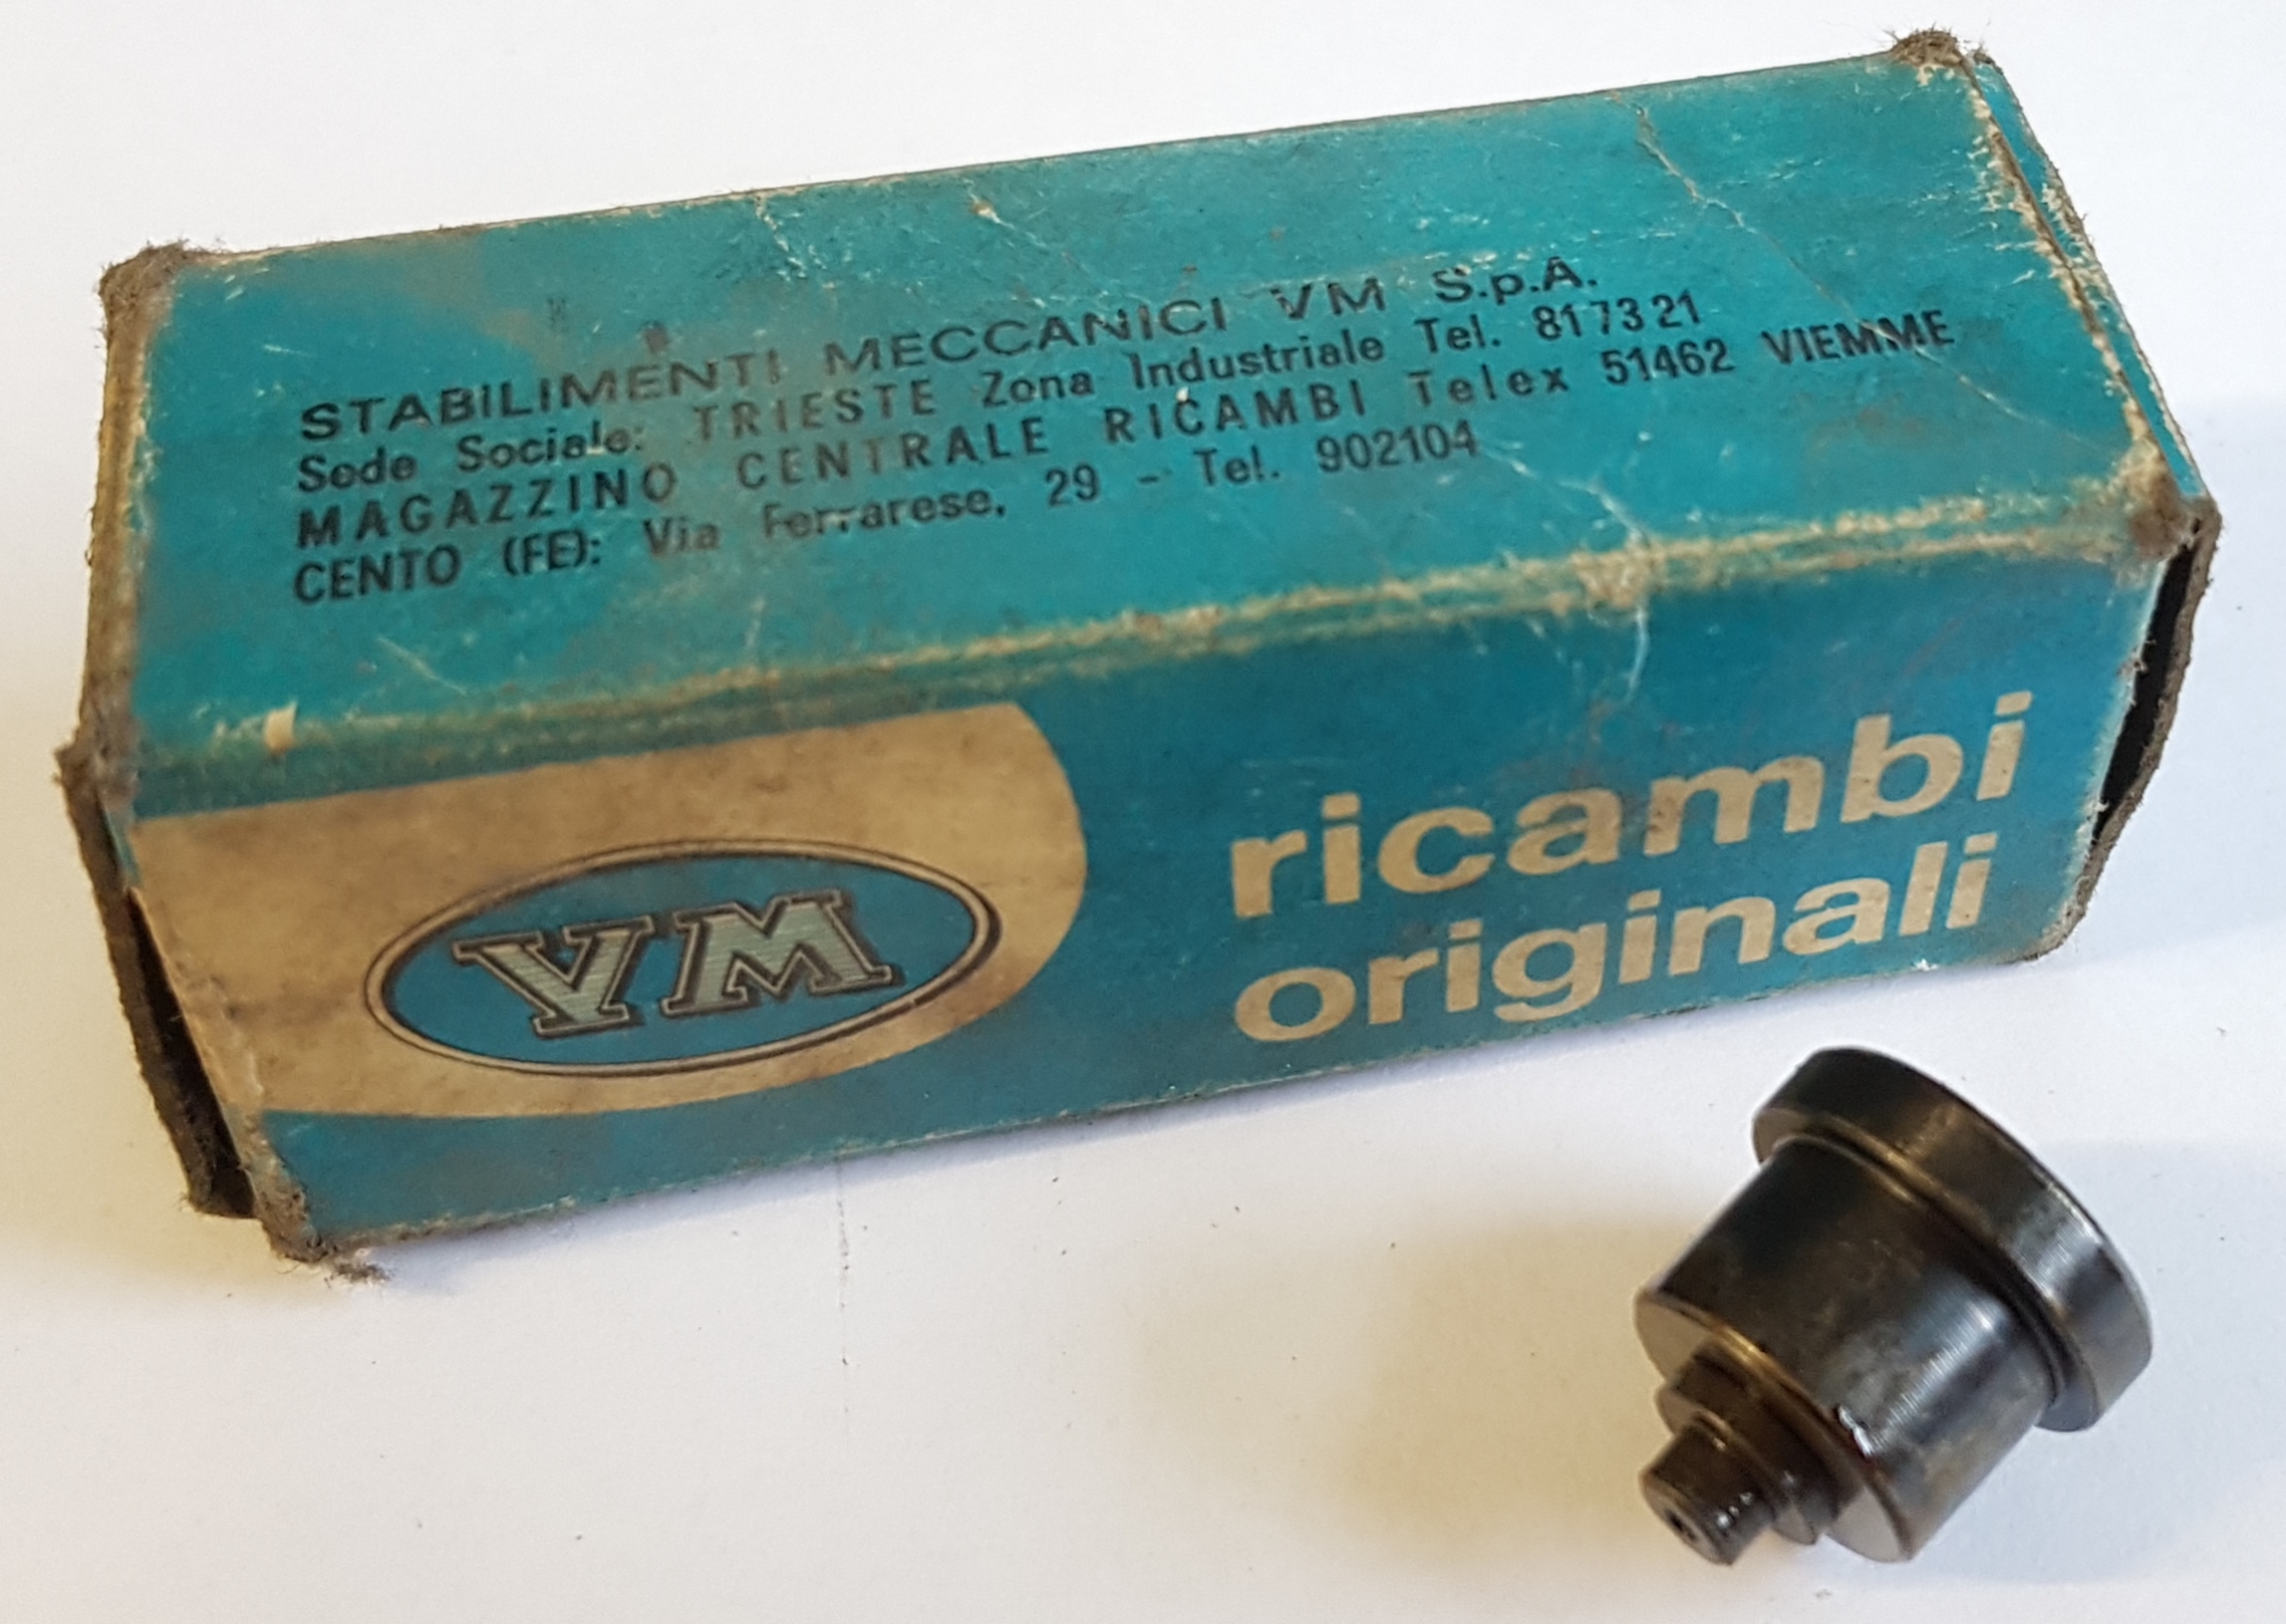 STABILIMENTI MECCANICI VM S.p.A.
Sede Sociale: TRIESTE Zona Industriale Tel. 817321
MAGAZZINO CENTRALE RICAMBI Telex 51462 VIEMME
CENTO (FE): Via Ferrarese, 29 - Tel. 902104
VM
ricambi
originali